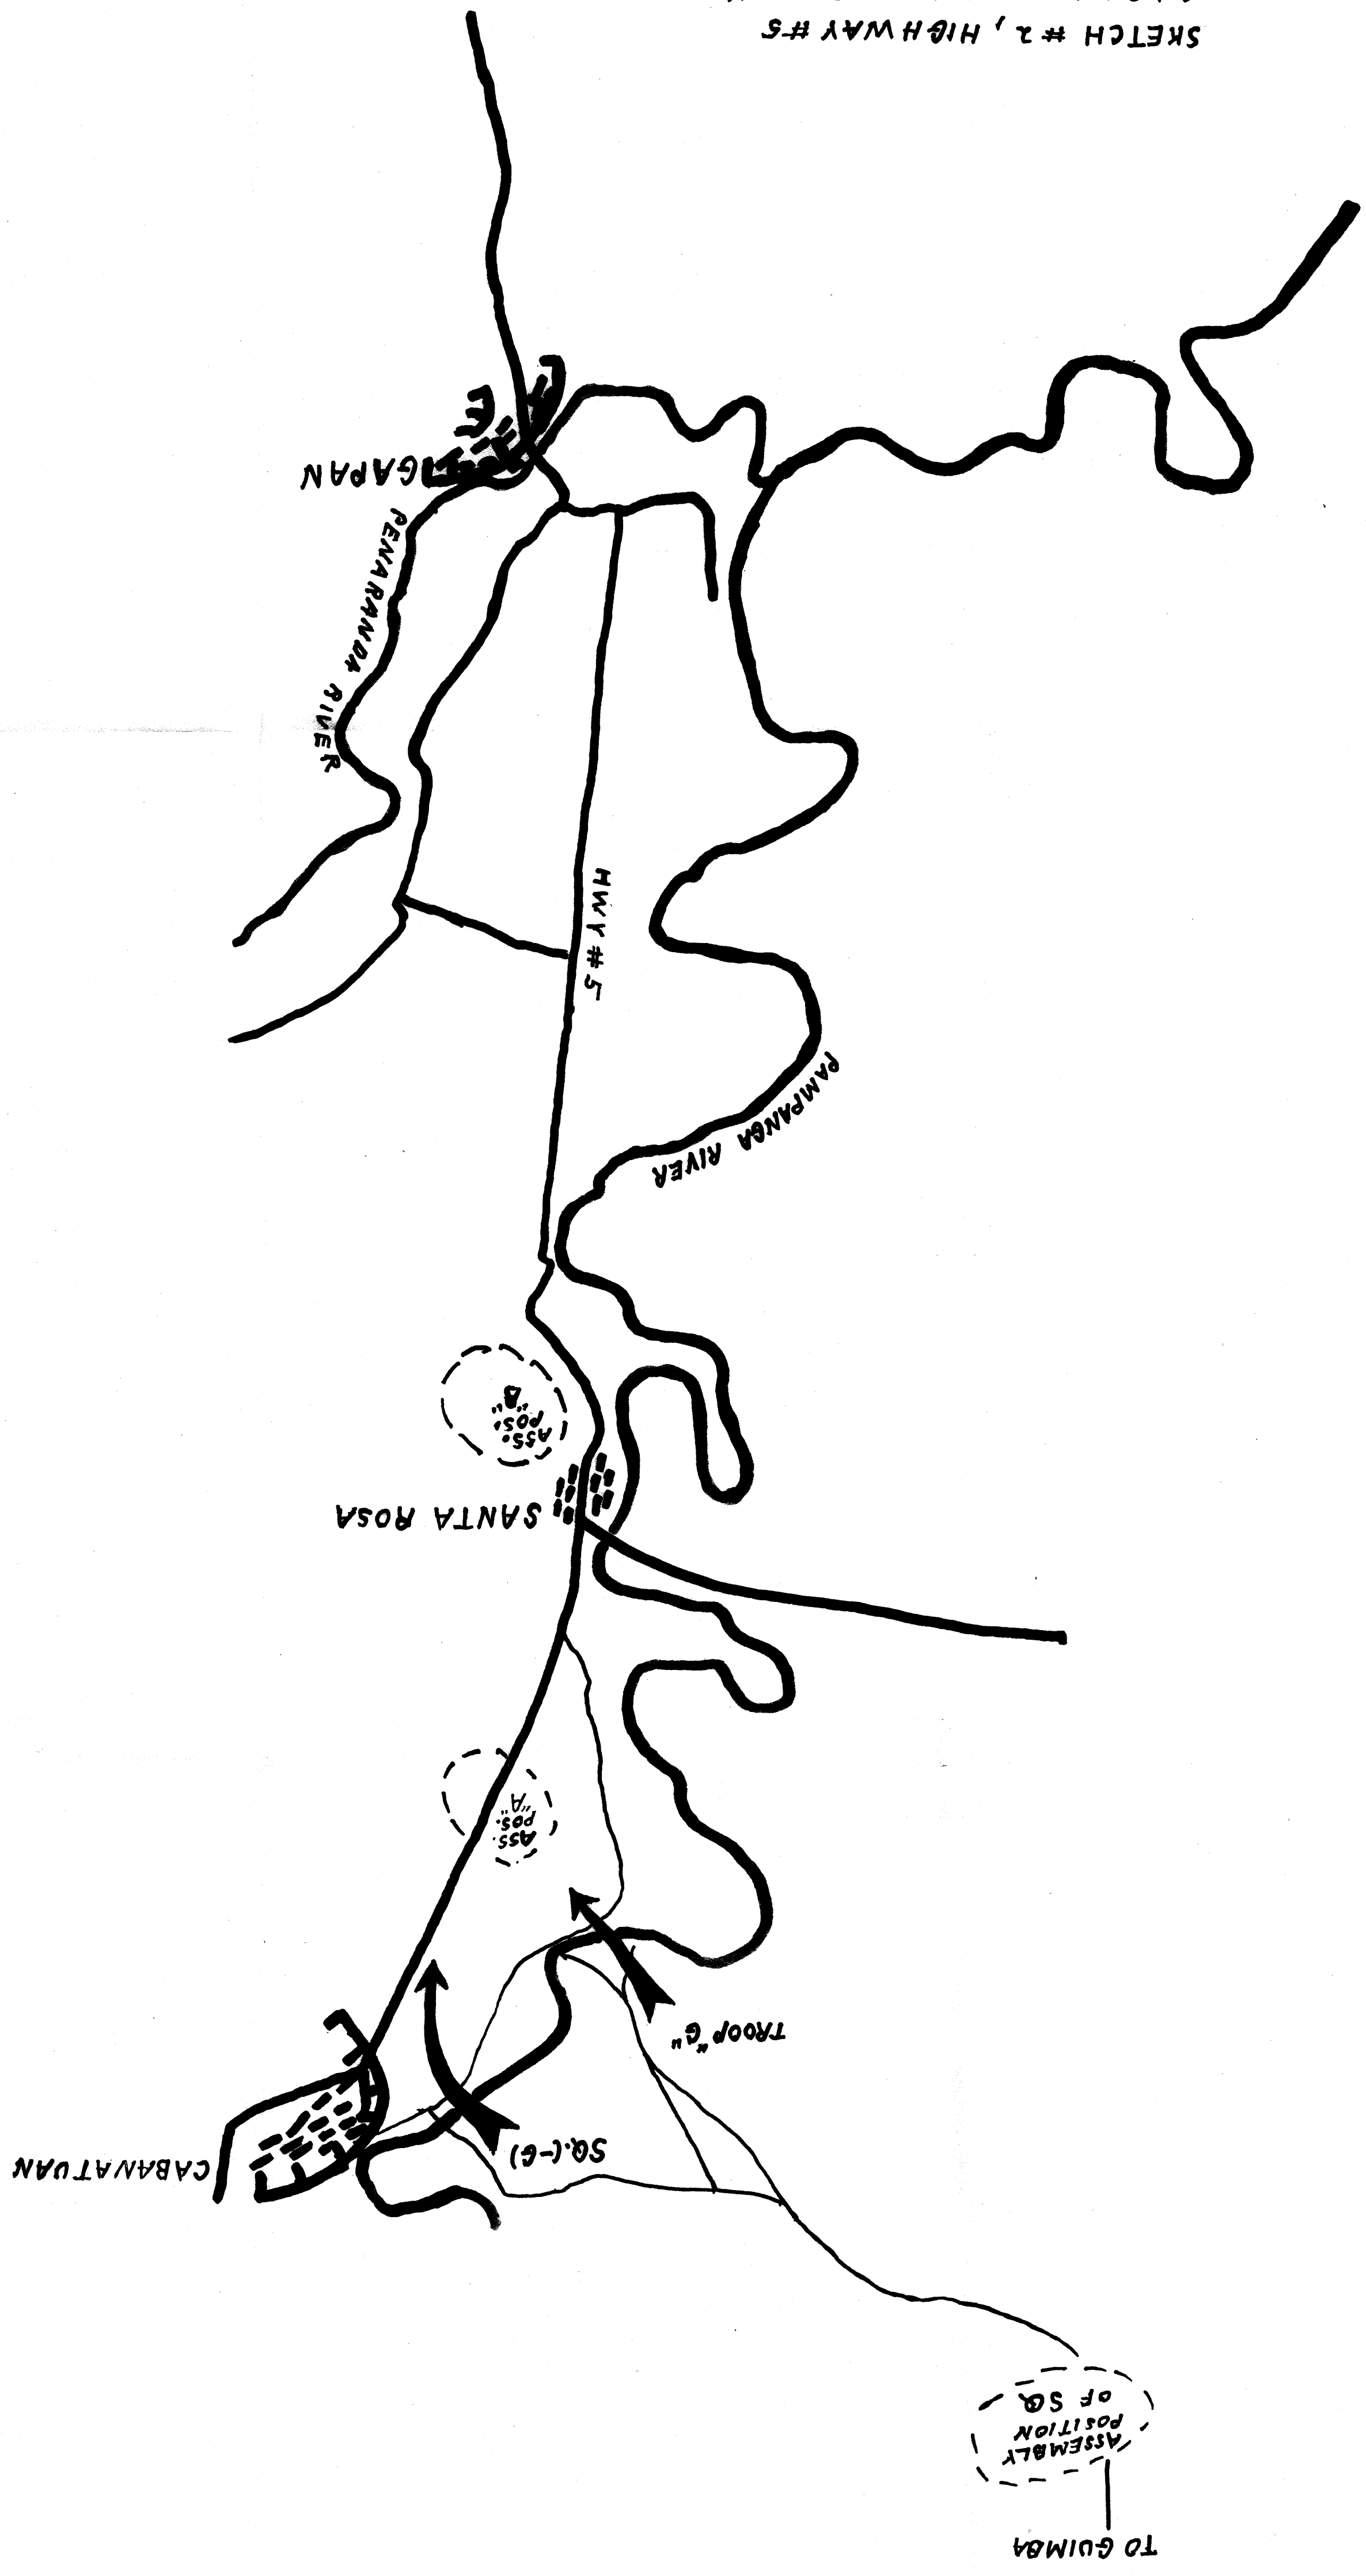 TO GUIMBA
ASSEMBLY
POSITION
OF SQ
CABANATUAN
SQ.(-G)
TROOP "G"
ASS.
POS.
"A"
SANTA ROSA
ASS.
POS.
"B"
PAMPANGA RIVER
HWY #5
PENARANDA RIVER
GAPAN
SKETCH #2, HIGHWAY #5